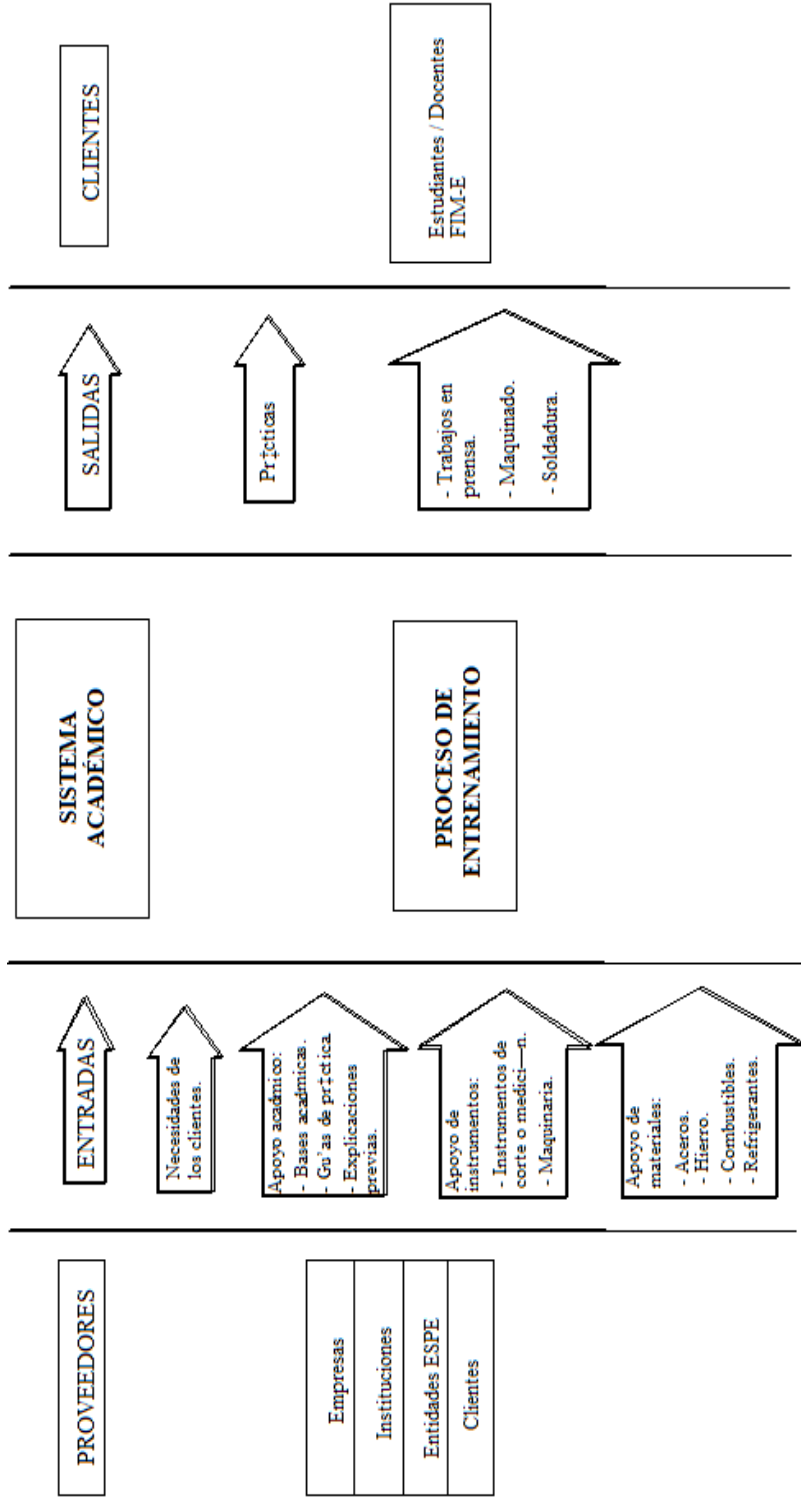 PROVEEDORES
Empresas
Instituciones
Entidades ESPE
Clientes
ENTRADAS
Necesidades de
los clientes.
Apoyo acadmico:
- Bases acadmicas.
- Gu’as de pr‡ctica.
- Explicaciones
previas.
Apoyo de
instrumentos:
- Instrumentos de
corte o medici—n.
- Maquinaria.
Apoyo de
materiales:
- Aceros.
- Hierro.
- Combustibles.
- Refrigerantes.
SISTEMA
ACADÉMICO
PROCESO DE
ENTRENAMIENTO
SALIDAS
Pr‡cticas
- Trabajos en
prensa.
- Maquinado.
- Soldadura.
CLIENTES
Estudiantes / Docentes
FIM-E